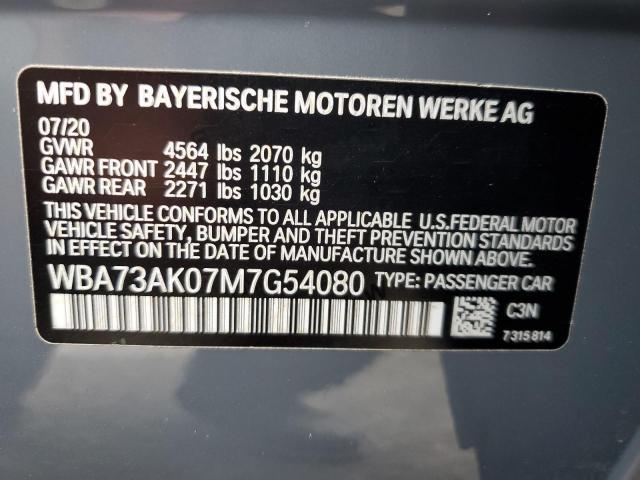 MFD BY BAYERISCHE MOTOREN WERKE AG
07/20
GVWR 4564 lbs 2070 kg
GAWR FRONT 2447 lbs 1110 kg
GAWR REAR 2271 lbs 1030 kg
THIS VEHICLE CONFORMS TO ALL APPLICABLE U.S.FEDERAL MOTOR
VEHICLE SAFETY, BUMPER AND THEFT PREVENTION STANDARDS
IN EFFECT ON THE DATE OF MANUFACTURE SHOWN ABOVE.
WBA73AK07M7G54080 TYPE: PASSENGER CAR
C3N
7315814